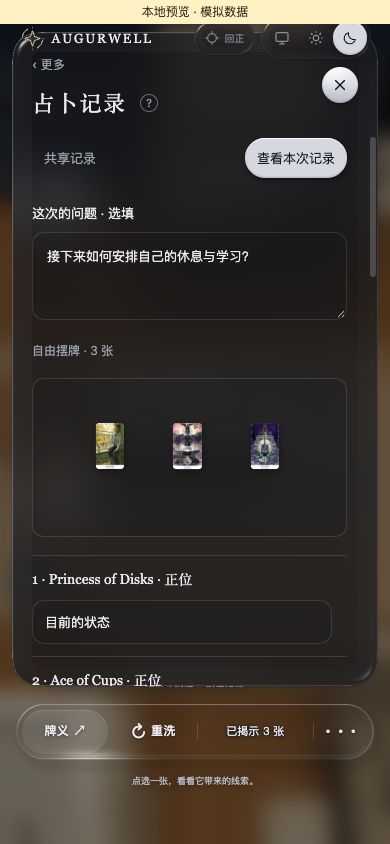 本地预览 · 模拟数据
AUGURWELL
回正
‹ 更多
占卜记录 ?
共享记录
查看本次记录
这次的问题 · 选填
接下来如何安排自己的休息与学习?
自由摆牌 · 3 张
1 · Princess of Disks · 正位
目前的状态
2 · Ace of Cups · 正位
牌义 ↗
重洗
已揭示 3 张
点选一张，看看它带来的线索。